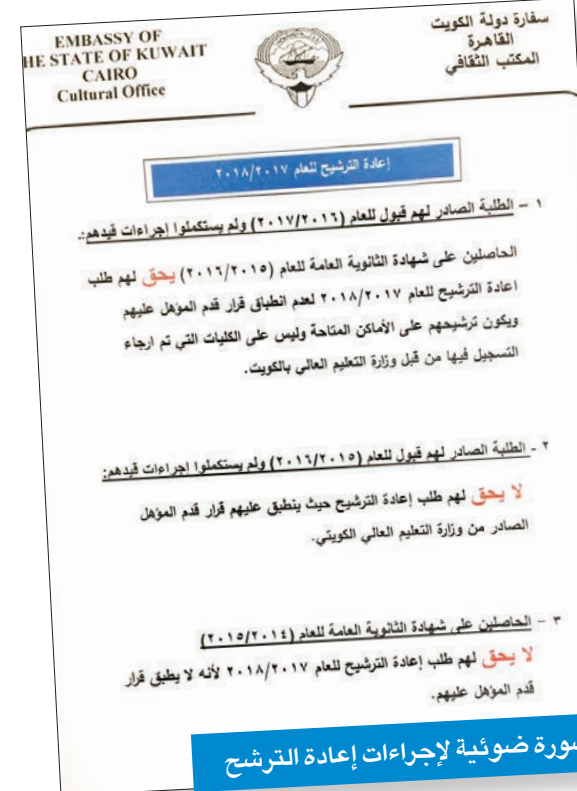 EMBASSY OF
HE STATE OF KUWAIT
CAIRO
Cultural Office
سفارة دولة الكويت
القاهرة
المكتب الثقافي
إعادة الترشيح للعام ٢٠١٨/٢٠١٧
١ - الطلبة الصادر لهم قبول للعام (٢٠١٧/٢٠١٦) ولم يستكملوا اجراءات قيدهم:.
الحاصلين على شهادة الثانوية العامة للعام (٢٠١٦/٢٠١٥) يحق لهم طلب
اعادة الترشيح للعام ٢٠١٨/٢٠١٧ لعدم انطباق قرار قدم المؤهل عليهم
ويكون ترشيحهم على الأماكن المتاحة وليس على الكليات التي تم ارجاء
التسجيل فيها من قبل وزارة التعليم العالي بالكويت.
٢ - الطلبة الصادر لهم قبول للعام (٢٠١٦/٢٠١٥) ولم يستكملوا اجراءات قيدهم:
لا يحق لهم طلب إعادة الترشيح حيث ينطبق عليهم قرار قدم المؤهل
الصادر من وزارة التعليم العالي الكويتي.
٣ - الحاصلين على شهادة الثانوية العامة للعام (٢٠١٥/٢٠١٤)
لا يحق لهم طلب إعادة الترشيح للعام ٢٠١٨/٢٠١٧ لأنه لا يطبق قرار
قدم المؤهل عليهم.
ورة ضوئية لإجراءات إعادة الترشح